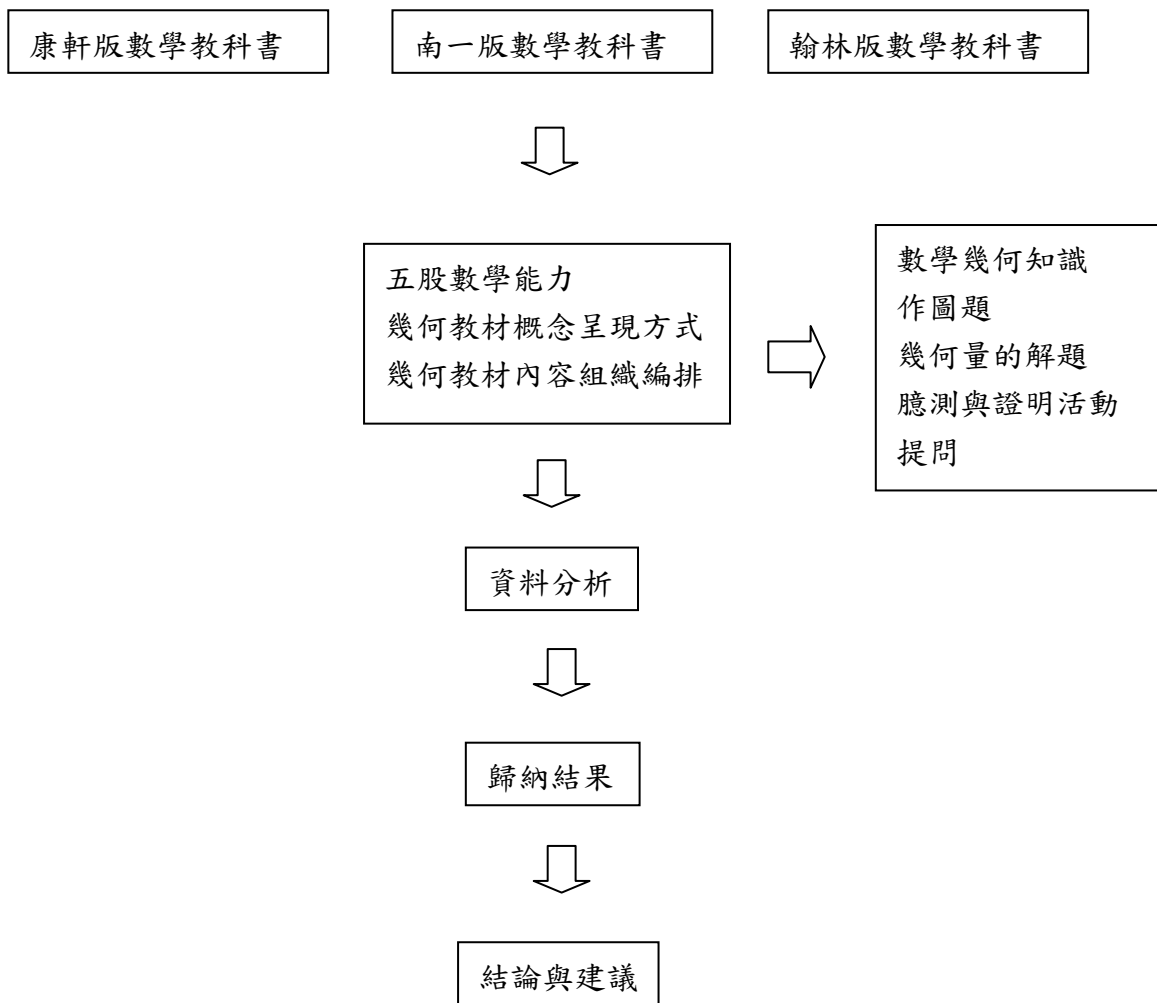 康軒版數學教科書
南一版數學教科書
翰林版數學教科書
五股數學能力
幾何教材概念呈現方式
幾何教材內容組織編排
數學幾何知識
作圖題
幾何量的解題
臆測與證明活動
提問
資料分析
歸納結果
結論與建議